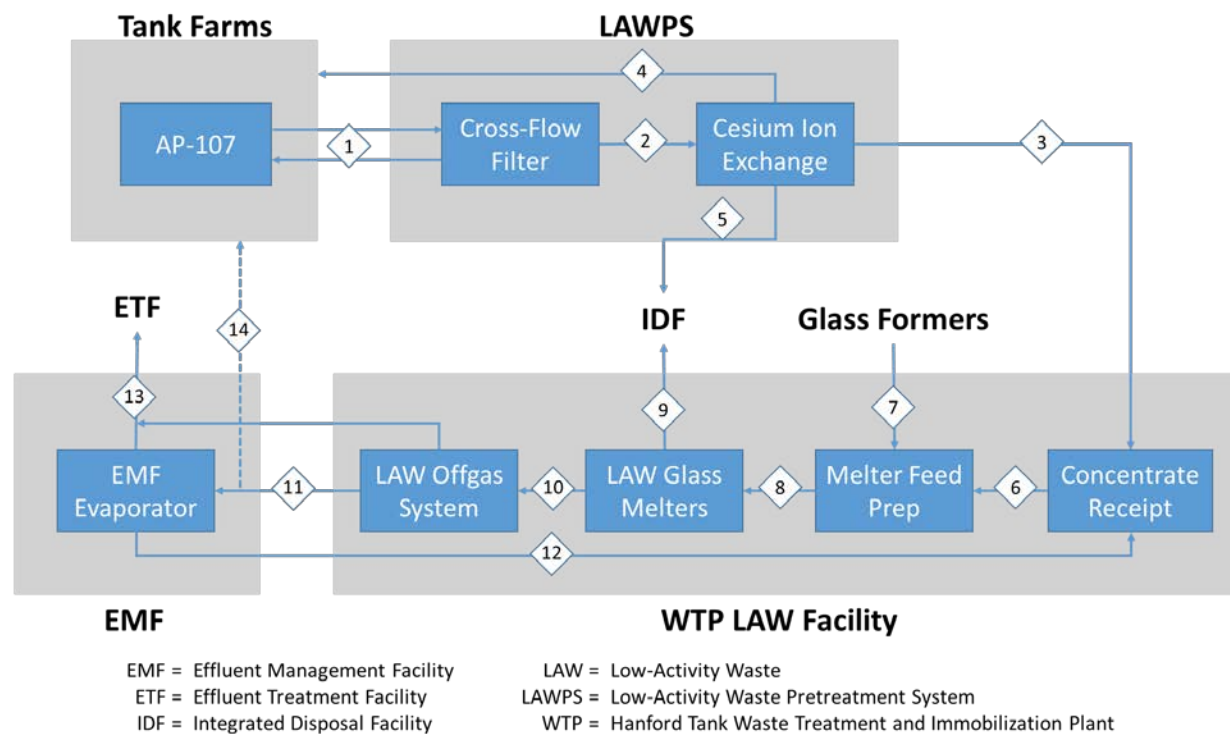 Tank Farms
LAWPS
4
AP-107
1
Cross-Flow
Filter
2
Cesium Ion
Exchange
3
5
ETF
14
IDF
Glass Formers
13
9
7
EMF
Evaporator
11
LAW Offgas
System
10
LAW Glass
Melters
8
Melter Feed
Prep
6
Concentrate
Receipt
12
EMF
WTP LAW Facility
EMF = Effluent Management Facility
ETF = Effluent Treatment Facility
IDF = Integrated Disposal Facility
LAW = Low-Activity Waste
LAWPS = Low-Activity Waste Pretreatment System
WTP = Hanford Tank Waste Treatment and Immobilization Plant